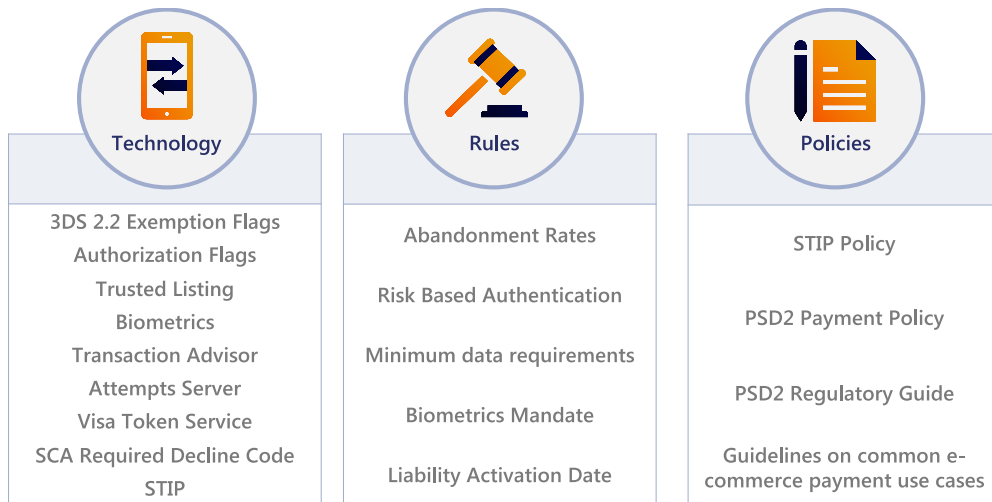 Technology
3DS 2.2 Exemption Flags
Authorization Flags
Trusted Listing
Biometrics
Transaction Advisor
Attempts Server
Visa Token Service
SCA Required Decline Code
STIP
Rules
Abandonment Rates
Risk Based Authentication
Minimum data requirements
Biometrics Mandate
Liability Activation Date
Policies
STIP Policy
PSD2 Payment Policy
PSD2 Regulatory Guide
Guidelines on common e-
commerce payment use cases